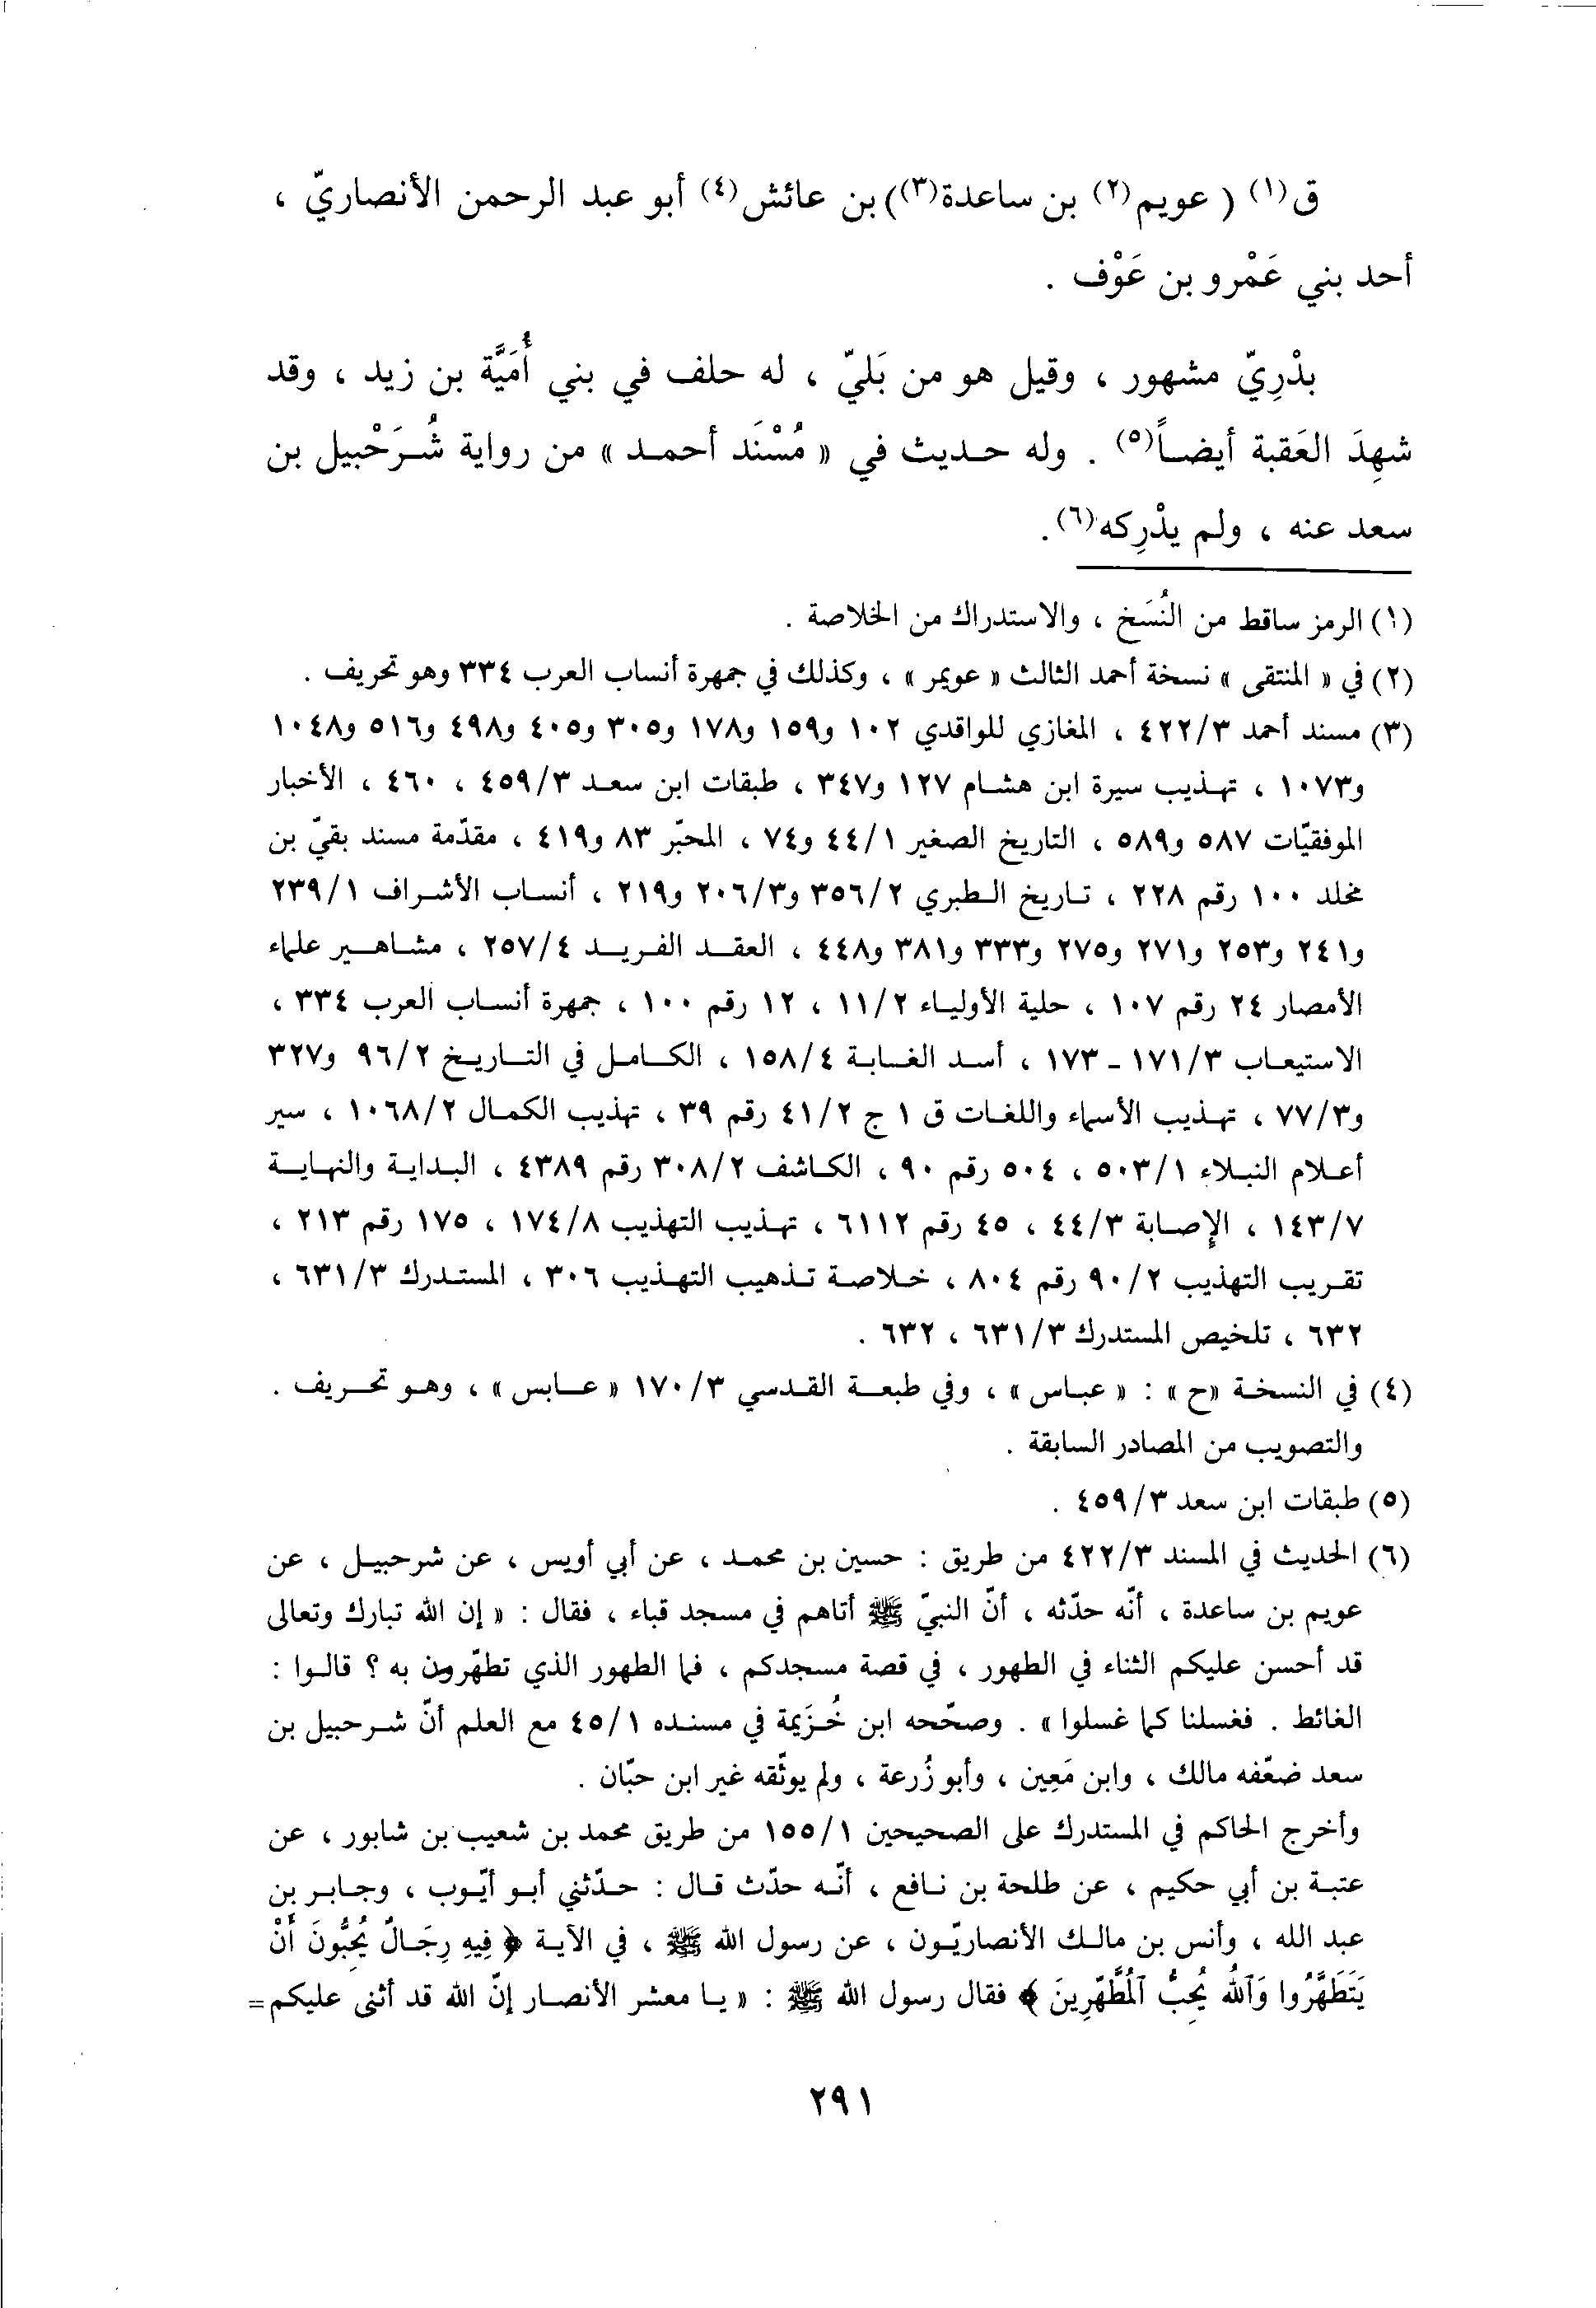 ق(١) ( عويم(٢) بن ساعدة(٣)) بن عائش(٤) أبو عبد الرحمن الأنصاريّ ،
أحد بني عَمْرو بن عَوْف .
بدْرِيّ مشهور ، وقيل هو من بَليّ ، له حلف في بني أُمَيَّة بن زيد ، وقد
شهِدَ العَقبة أيضاً(٥) . وله حديث في « مُسْنَد أحمد » من رواية شُرَحْبيل بن
سعد عنه ، ولم يدْرِكه(٦).
(١) الرمز ساقط من النُسَخ ، والاستدراك من الخلاصة .
(٢) في « المنتقى » نسخة أحمد الثالث « عويمر » ، وكذلك في جمهرة أنساب العرب ٣٣٤ وهو تحريف .
(٣) مسند أحمد ٤٢٢/٣ ، المغازي للواقدي ١٠٢ و١٥٩ و١٧٨ و٣٠٥ و٤٠٥ و٤٩٨ و٥١٦ و١٠٤٨
و١٠٧٣ ، تهذيب سيرة ابن هشام ١٢٧ و٣٤٧ ، طبقات ابن سعد ٤٥٩/٣ ، ٤٦٠ ، الأخبار
الموفقيّات ٥٨٧ و٥٨٩ ، التاريخ الصغير ٤٤/١ و٧٤ ، المحبّر ٨٣ و٤١٩ ، مقدّمة مسند بقيّ بن
مخلد ١٠٠ رقم ٢٢٨ ، تاريخ الطبري ٣٥٦/٢ و٢٠٦/٣ و٢١٩ ، أنساب الأشراف ٢٣٩/١
و٢٤١ و٢٥٣ و٢٧١ و٢٧٥ و٣٣٣ و٣٨١ و٤٤٨ ، العقد الفريد ٢٥٧/٤ ، مشاهير علماء
الأمصار ٢٤ رقم ١٠٧ ، حلية الأولياء ١١/٢ ، ١٢ رقم ١٠٠ ، جمهرة أنساب العرب ٣٣٤ ،
الاستيعاب ١٧١/٣ - ١٧٣ ، أسد الغابة ١٥٨/٤ ، الكامل في التاريخ ٩٦/٢ و٣٢٧
و٧٧/٣ ، تهذيب الأسماء واللغات ق ١ ج ٤١/٢ رقم ٣٩ ، تهذيب الكمال ١٠٦٨/٢ ، سير
أعلام النبلاء ٥٠٣/١ ، ٥٠٤ رقم ٩٠ ، الكاشف ٣٠٨/٢ رقم ٤٣٨٩ ، البداية والنهاية
١٤٣/٧ ، الإصابة ٤٤/٣ ، ٤٥ رقم ٦١١٢ ، تهذيب التهذيب ١٧٤/٨ ، ١٧٥ رقم ٢١٣ ،
تقريب التهذيب ٩٠/٢ رقم ٨٠٤ ، خلاصة تذهيب التهذيب ٣٠٦ ، المستدرك ٦٣١/٣ ،
٦٣٢ ، تلخيص المستدرك ٦٣١/٣ ، ٦٣٢ .
(٤) في النسخة «ح» : « عباس » ، وفي طبعة القدسي ١٧٠/٣ « عابس » ، وهو تحريف .
والتصويب من المصادر السابقة .
(٥) طبقات ابن سعد ٤٥٩/٣ .
(٦) الحديث في المسند ٤٢٢/٣ من طريق : حسين بن محمد ، عن أبي أويس ، عن شرحبيل ، عن
عويم بن ساعدة ، أنّه حدّثه ، أنّ النبيّ ﷺ أتاهم في مسجد قباء ، فقال : « إن الله تبارك وتعالى
قد أحسن عليكم الثناء في الطهور ، في قصة مسجدكم ، فما الطهور الذي تطهّرون به ؟ قالوا :
الغائط . فغسلنا كما غسلوا » . وصحّحه ابن خُزَيمة في مسنده ٤٥/١ مع العلم أنّ شرحبيل بن
سعد ضعّفه مالك ، وابن مَعِين ، وأبو زُرعة ، ولم يوثّقه غير ابن حبّان .
وأخرج الحاكم في المستدرك على الصحيحين ١٥٥/١ من طريق محمد بن شعيب بن شابور ، عن
عتبة بن أبي حكيم ، عن طلحة بن نافع ، أنّه حدّث قال : حدّثني أبو أيّوب ، وجابر بن
عبد الله ، وأنس بن مالك الأنصاريّون ، عن رسول الله ﷺ ، في الآية ﴿ فِيهِ رِجَالٌ يُحِبُّونَ أَنْ
يَتَطَهَّرُوا وَٱللهُ يُحِبُّ ٱلْمُطَّهِّرِينَ ﴾ فقال رسول الله ﷺ : « يا معشر الأنصار إنّ الله قد أثنى عليكم=
٢٩١